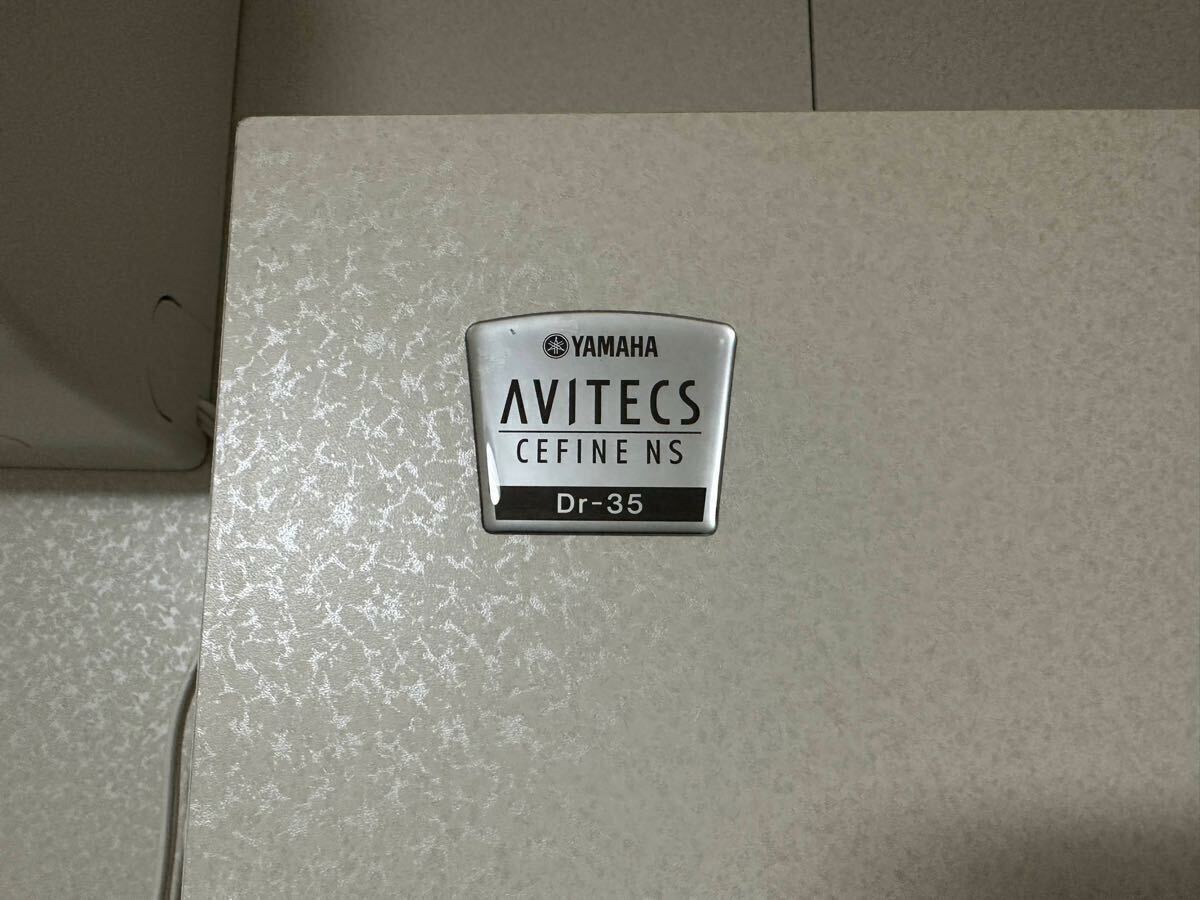 YAMAHA
AVITECS
CEFINE NS
Dr-35